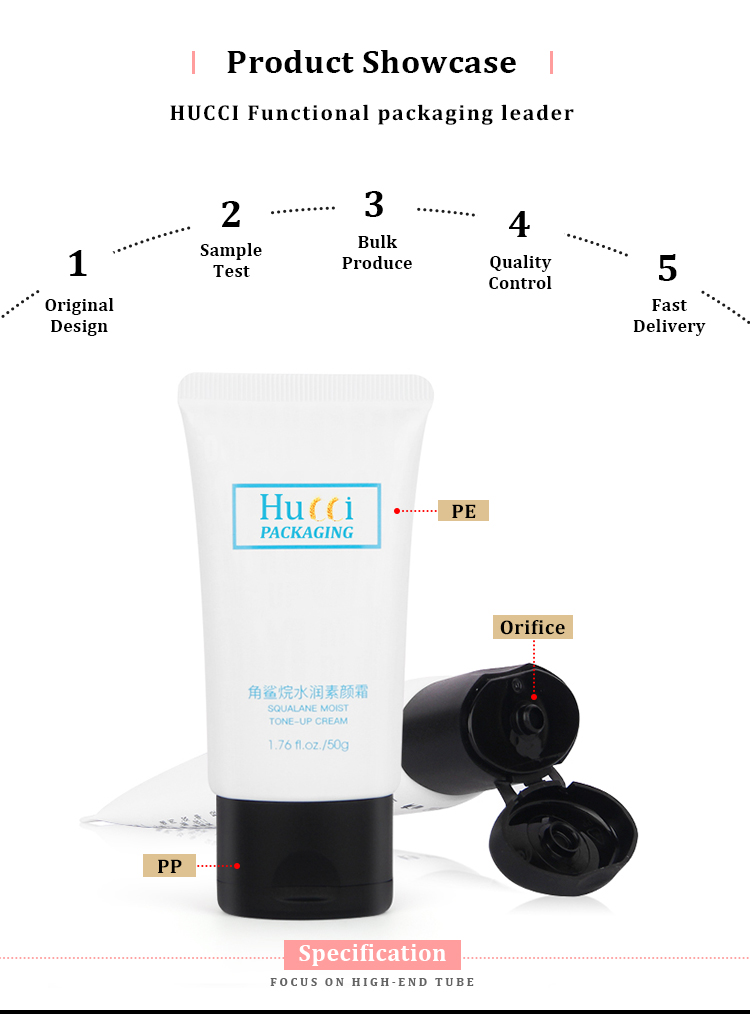 Product Showcase
HUCCI Functional packaging leader
1
Original
Design
2
Sample
Test
3
Bulk
Produce
4
Quality
Control
5
Fast
Delivery
Hucci
PACKAGING
PE
Orifice
角鲨烷水润素颜霜
SQUALANE MOIST
TONE-UP CREAM
1.76 fl.oz./50g
PP
Specification
FOCUS ON HIGH-END TUBE